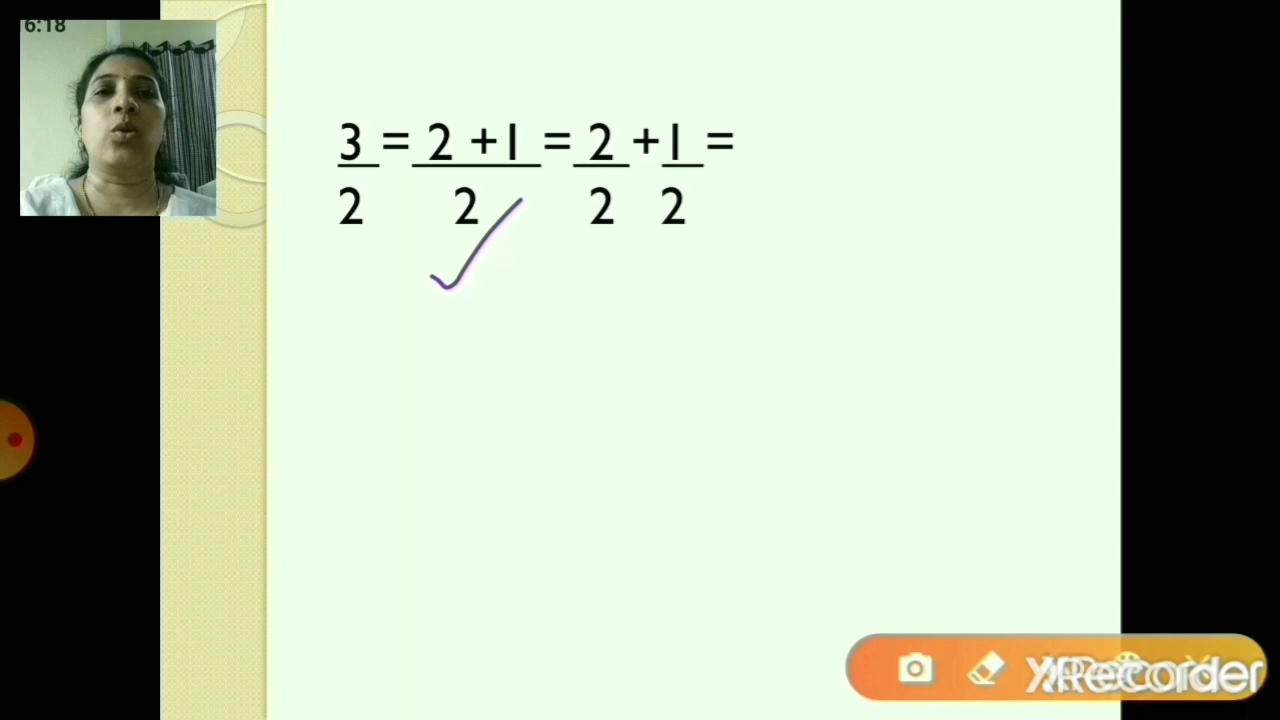 6:18
3 = 2 +1 = 2 +1 =
2 2 2 2
XRecorder